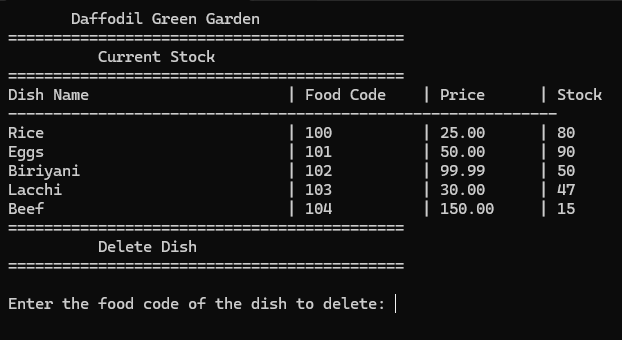 Daffodil Green Garden
============================================
Current Stock
============================================
Dish Name | Food Code | Price | Stock
-------------------------------------------------------------
Rice | 100 | 25.00 | 80
Eggs | 101 | 50.00 | 90
Biriyani | 102 | 99.99 | 50
Lacchi | 103 | 30.00 | 47
Beef | 104 | 150.00 | 15
============================================
Delete Dish
============================================
Enter the food code of the dish to delete: